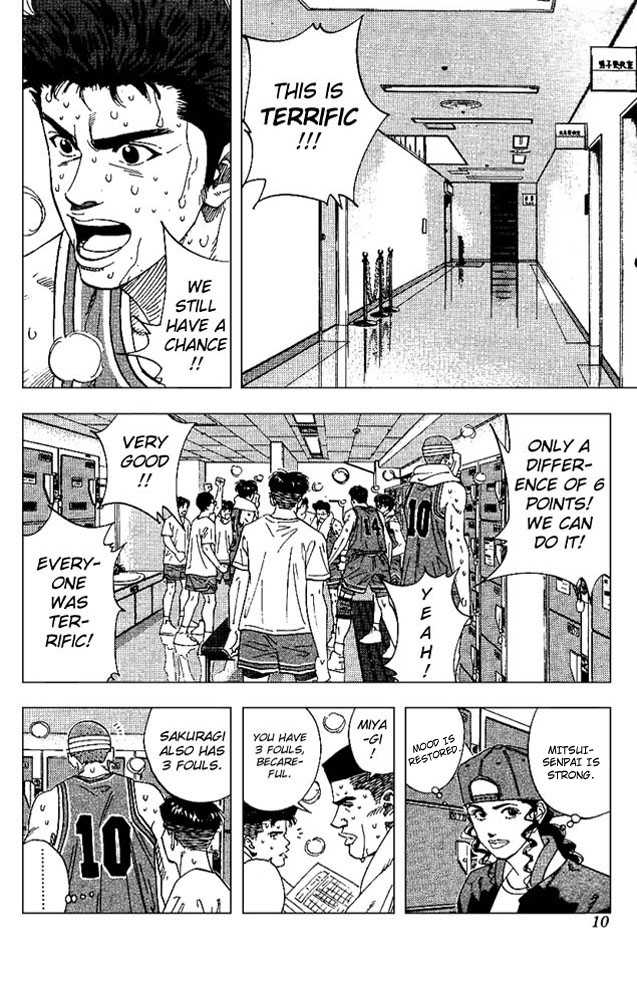 THIS IS
TERRIFIC
!!!
WE
STILL
HAVE A
CHANCE
!!
ONLY A
DIFFER-
ENCE OF 6
POINTS!
WE CAN
DO IT!
YEAH!
VERY
GOOD
!!
EVERY-
ONE
WAS
TER-
RIFIC!
14
10
MITSUI-
SENPAI IS
STRONG.
MOOD IS
RESTORED.
MIYA
-GI
!
YOU HAVE
3 FOULS,
BECARE-
FUL.
SAKURAGI
ALSO HAS
3 FOULS.
10
10